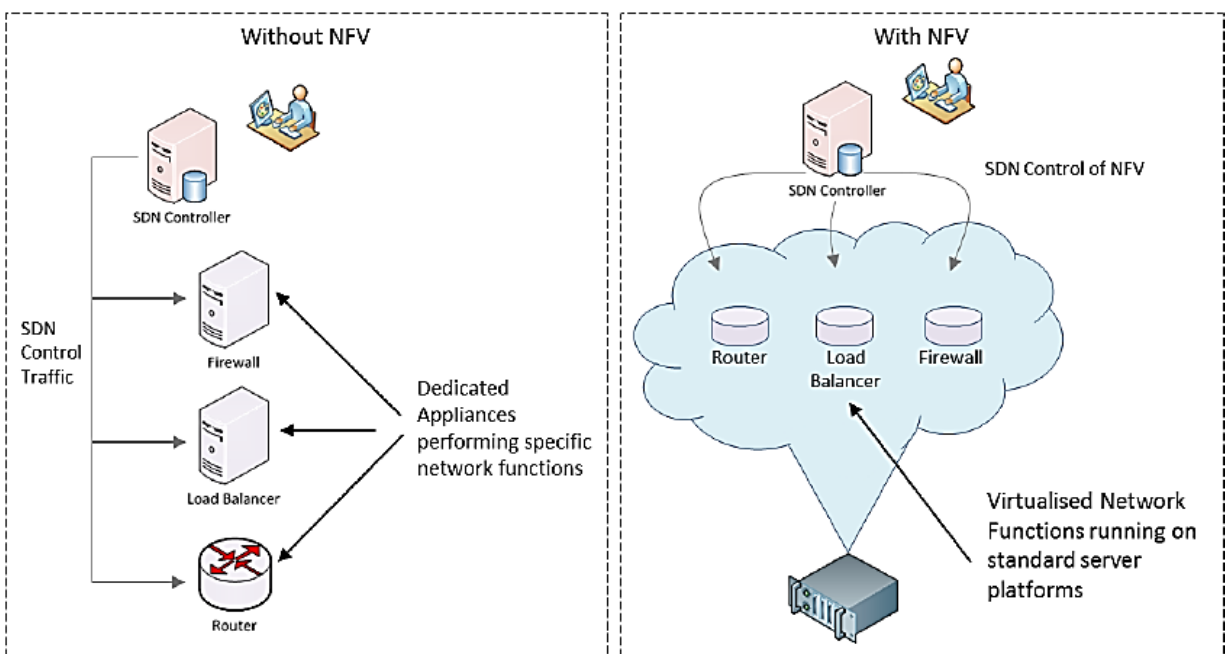 Without NFV
SDN Controller
SDN
Control
Traffic
Firewall
Load Balancer
Router
Dedicated
Appliances
performing specific
network functions
With NFV
SDN Controller
SDN Control of NFV
Router
Load
Balancer
Firewall
Virtualised Network
Functions running on
standard server
platforms